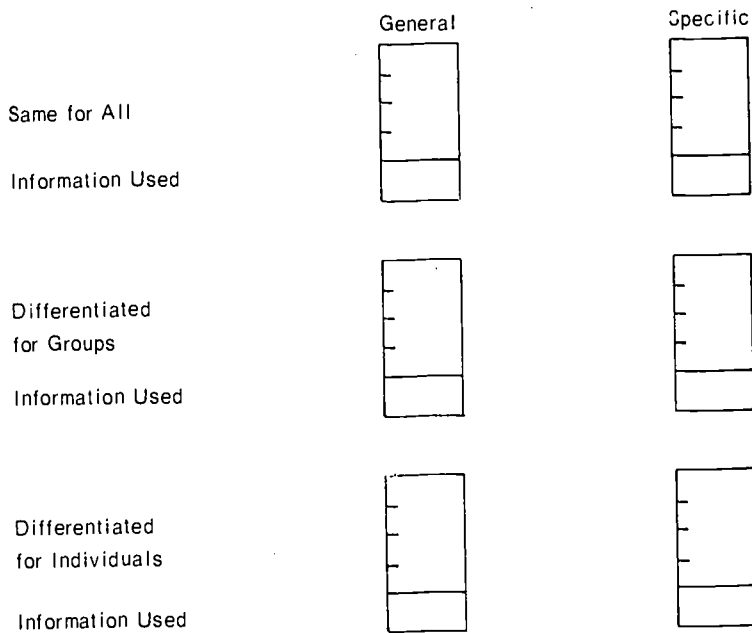 General Specific
Same for All
Information Used
Differentiated
for Groups
Information Used
Differentiated
for Individuals
Information Used